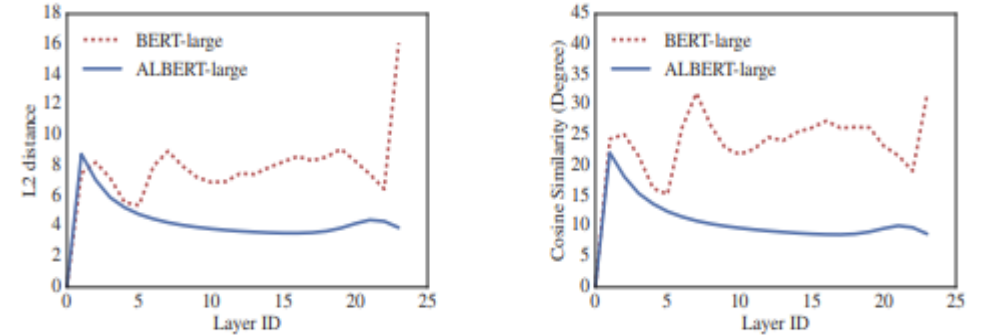 18
16
14
12
10
8
6
4
2
0
L2 distance
BERT-large
ALBERT-large
0 5 10 15 20 25
Layer ID
45
40
35
30
25
20
15
10
5
0
Cosine Similarity (Degree)
BERT-large
ALBERT-large
0 5 10 15 20 25
Layer ID